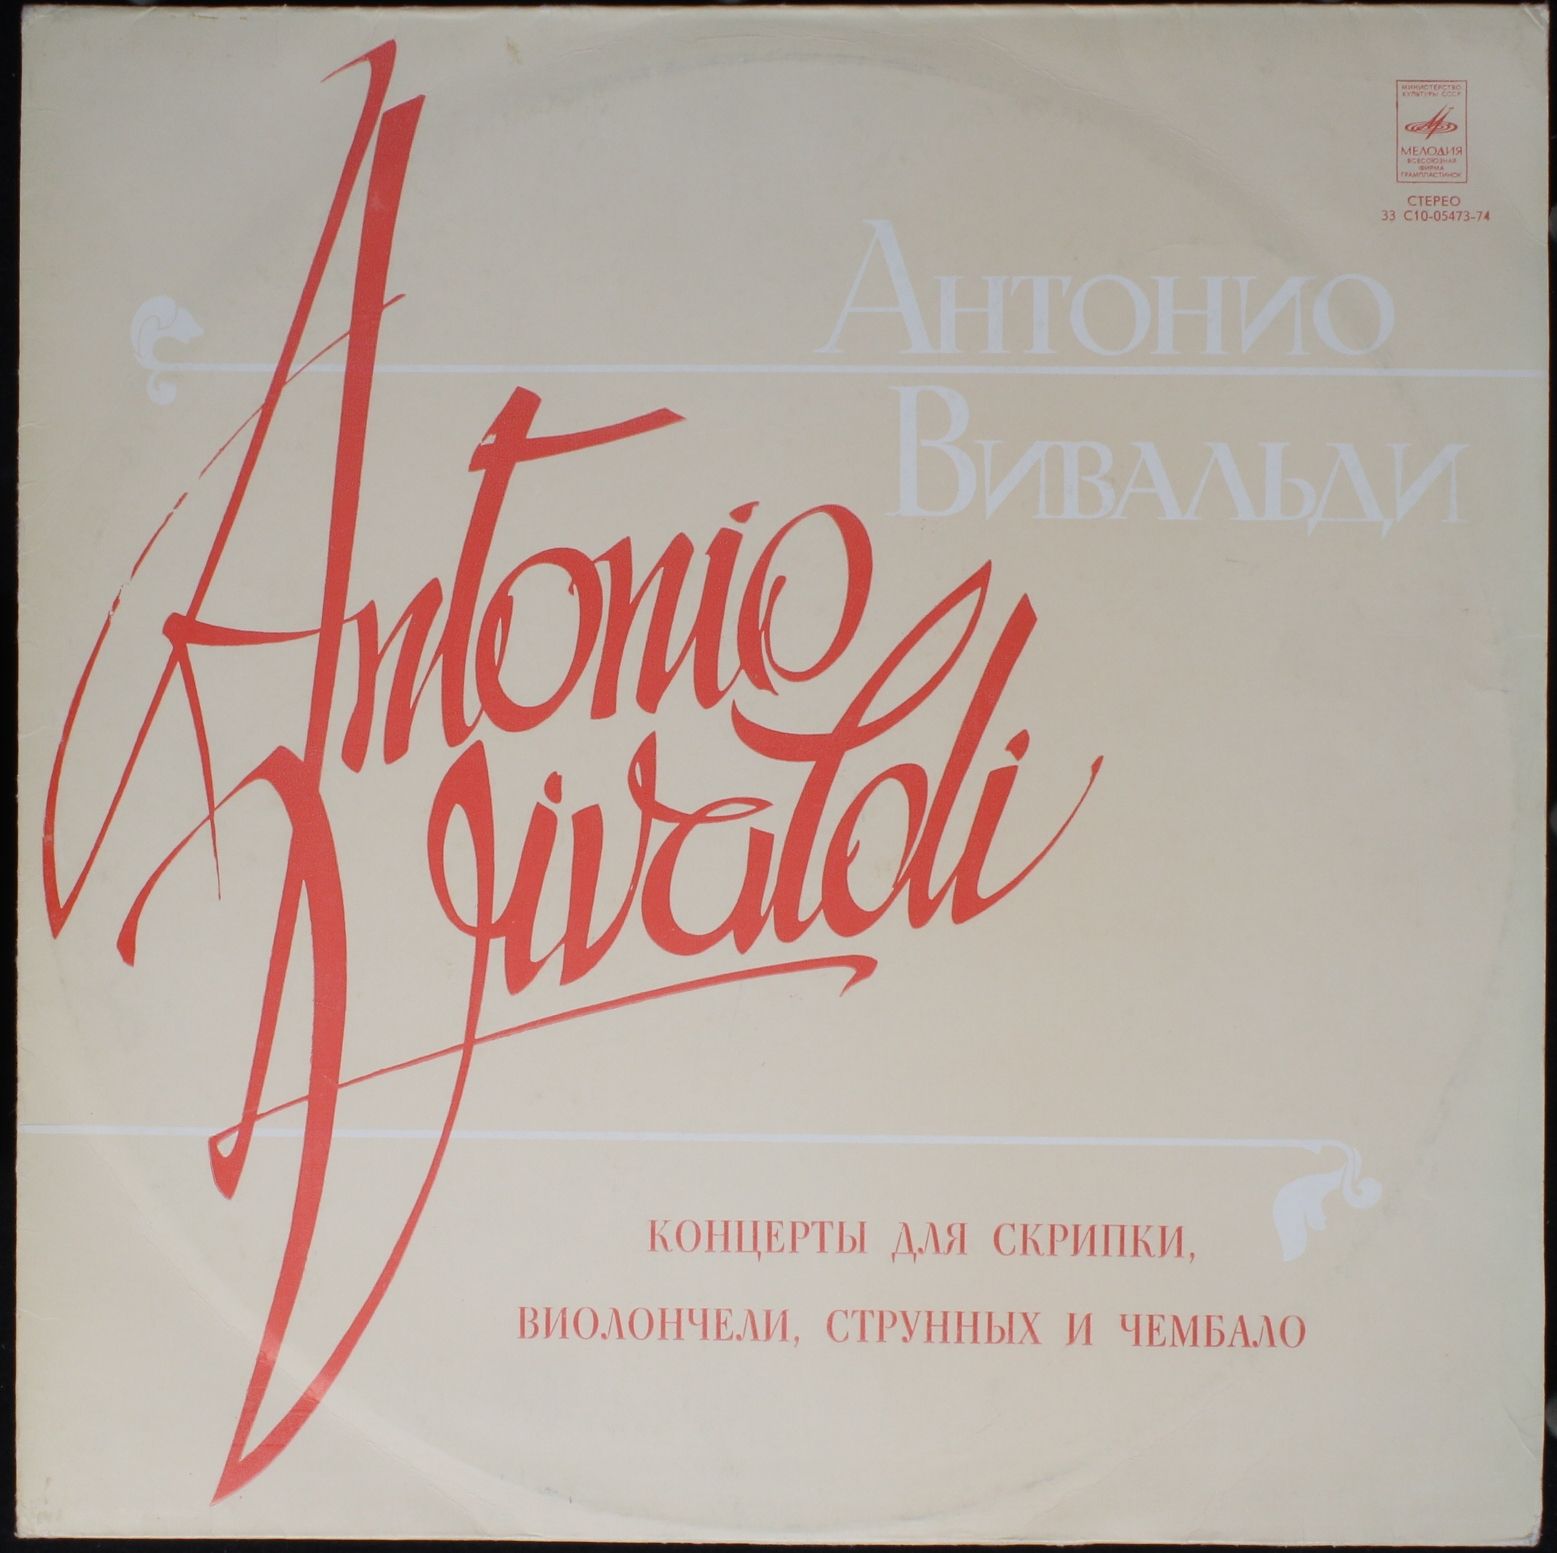 МИНИСТЕРСТВО
КУЛЬТУРЫ СССР
МЕЛОДИЯ
ВСЕСОЮЗНАЯ
ФИРМА
ГРАМПЛАСТИНОК
СТЕРЕО
33 С10-05473-74
Антонио
Вивальди
Antonio
Vivaldi
КОНЦЕРТЫ ДЛЯ СКРИПКИ,
ВИОЛОНЧЕЛИ, СТРУННЫХ И ЧЕМБАЛО